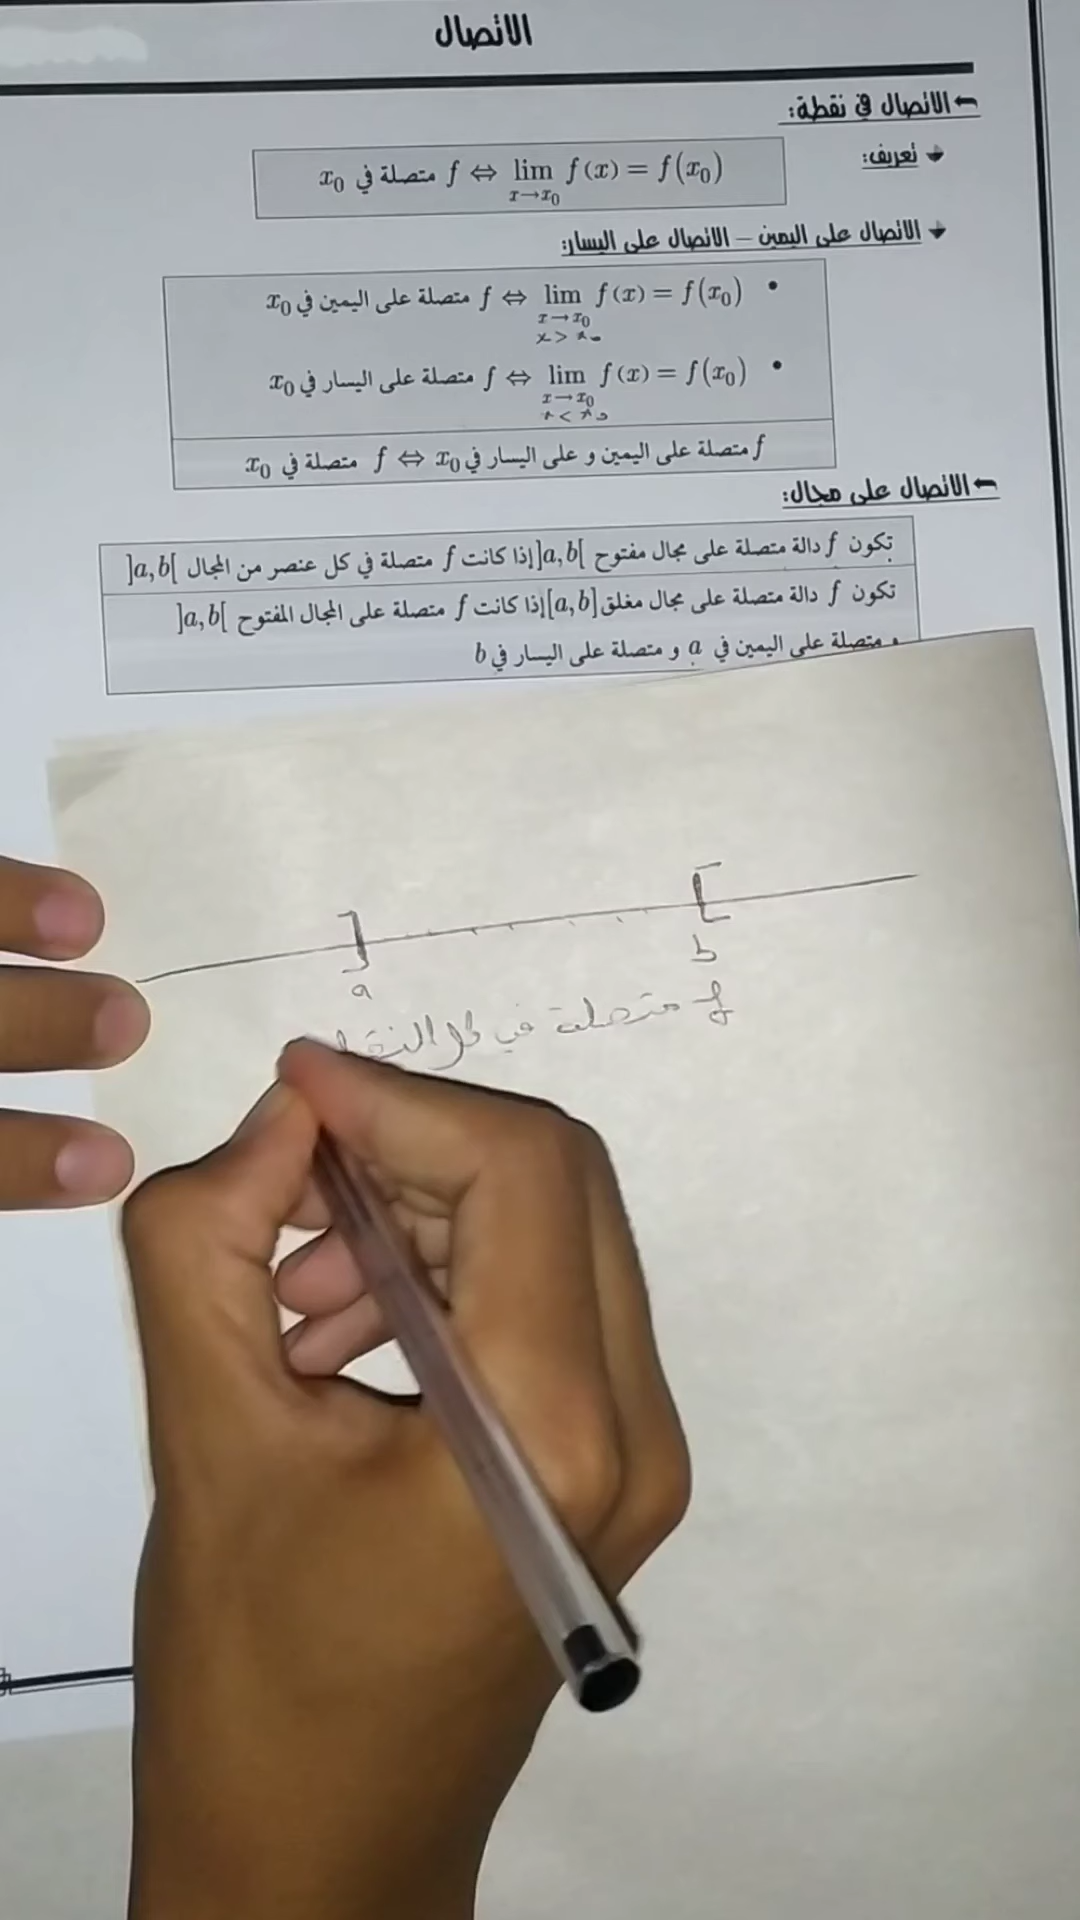 الاتصال
الاتصال في نقطة:
تعريف:
f متصلة في x₀ ⇔ lim f(x) = f(x₀)
x→x₀
الاتصال على اليمين – الاتصال على اليسار:
• f متصلة على اليمين في x₀ ⇔ lim f(x) = f(x₀)
x→x₀
x > x₀
• f متصلة على اليسار في x₀ ⇔ lim f(x) = f(x₀)
x→x₀
x < x₀
f متصلة على اليمين و على اليسار في x₀ ⇔ f متصلة في x₀
الاتصال على مجال:
تكون f دالة متصلة على مجال مفتوح ]a,b[ إذا كانت f متصلة في كل عنصر من المجال ]a,b[
تكون f دالة متصلة على مجال مغلق [a,b] إذا كانت f متصلة على المجال المفتوح ]a,b[
و متصلة على اليمين في a و متصلة على اليسار في b
] [
a b
f متصلة في كل